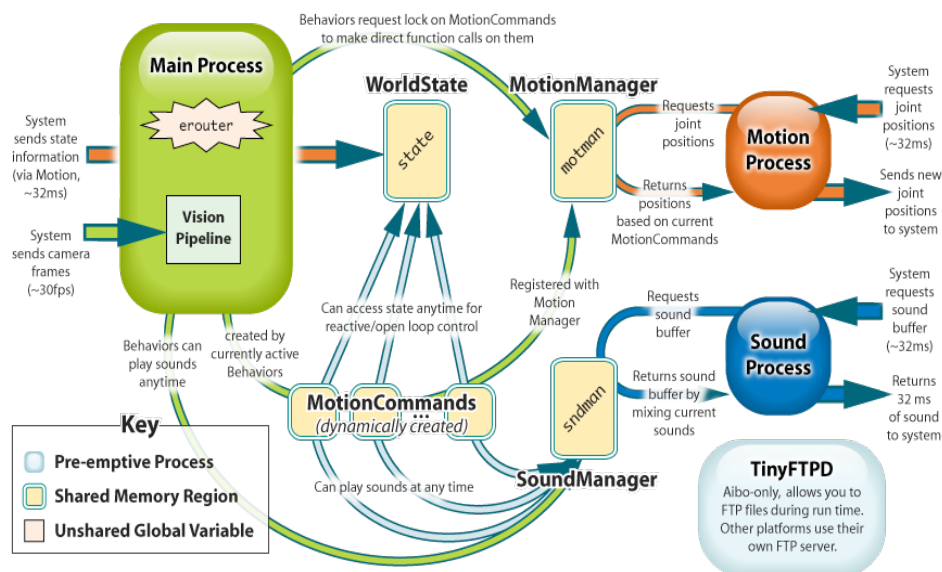 Behaviors request lock on MotionCommands
to make direct function calls on them
Main Process
erouter
Vision
Pipeline
System
sends state
information
(via Motion,
~32ms)
System
sends camera
frames
(~30fps)
WorldState
state
MotionManager
motman
Requests
joint
positions
Returns
positions
based on current
MotionCommands
Motion
Process
System
requests
joint
positions
(~32ms)
Sends new
joint
positions
to system
Can access state anytime for
reactive/open loop control
Registered with
Motion
Manager
Behaviors can
play sounds
anytime
created by
currently active
Behaviors
MotionCommands
...
(dynamically created)
Can play sounds at any time
sndman
SoundManager
Requests
sound
buffer
Returns sound
buffer by
mixing current
sounds
Sound
Process
System
requests
sound
buffer
(~32ms)
Returns
32 ms
of sound
to system
Key
Pre-emptive Process
Shared Memory Region
Unshared Global Variable
TinyFTPD
Aibo-only, allows you to
FTP files during run time.
Other platforms use their
own FTP server.